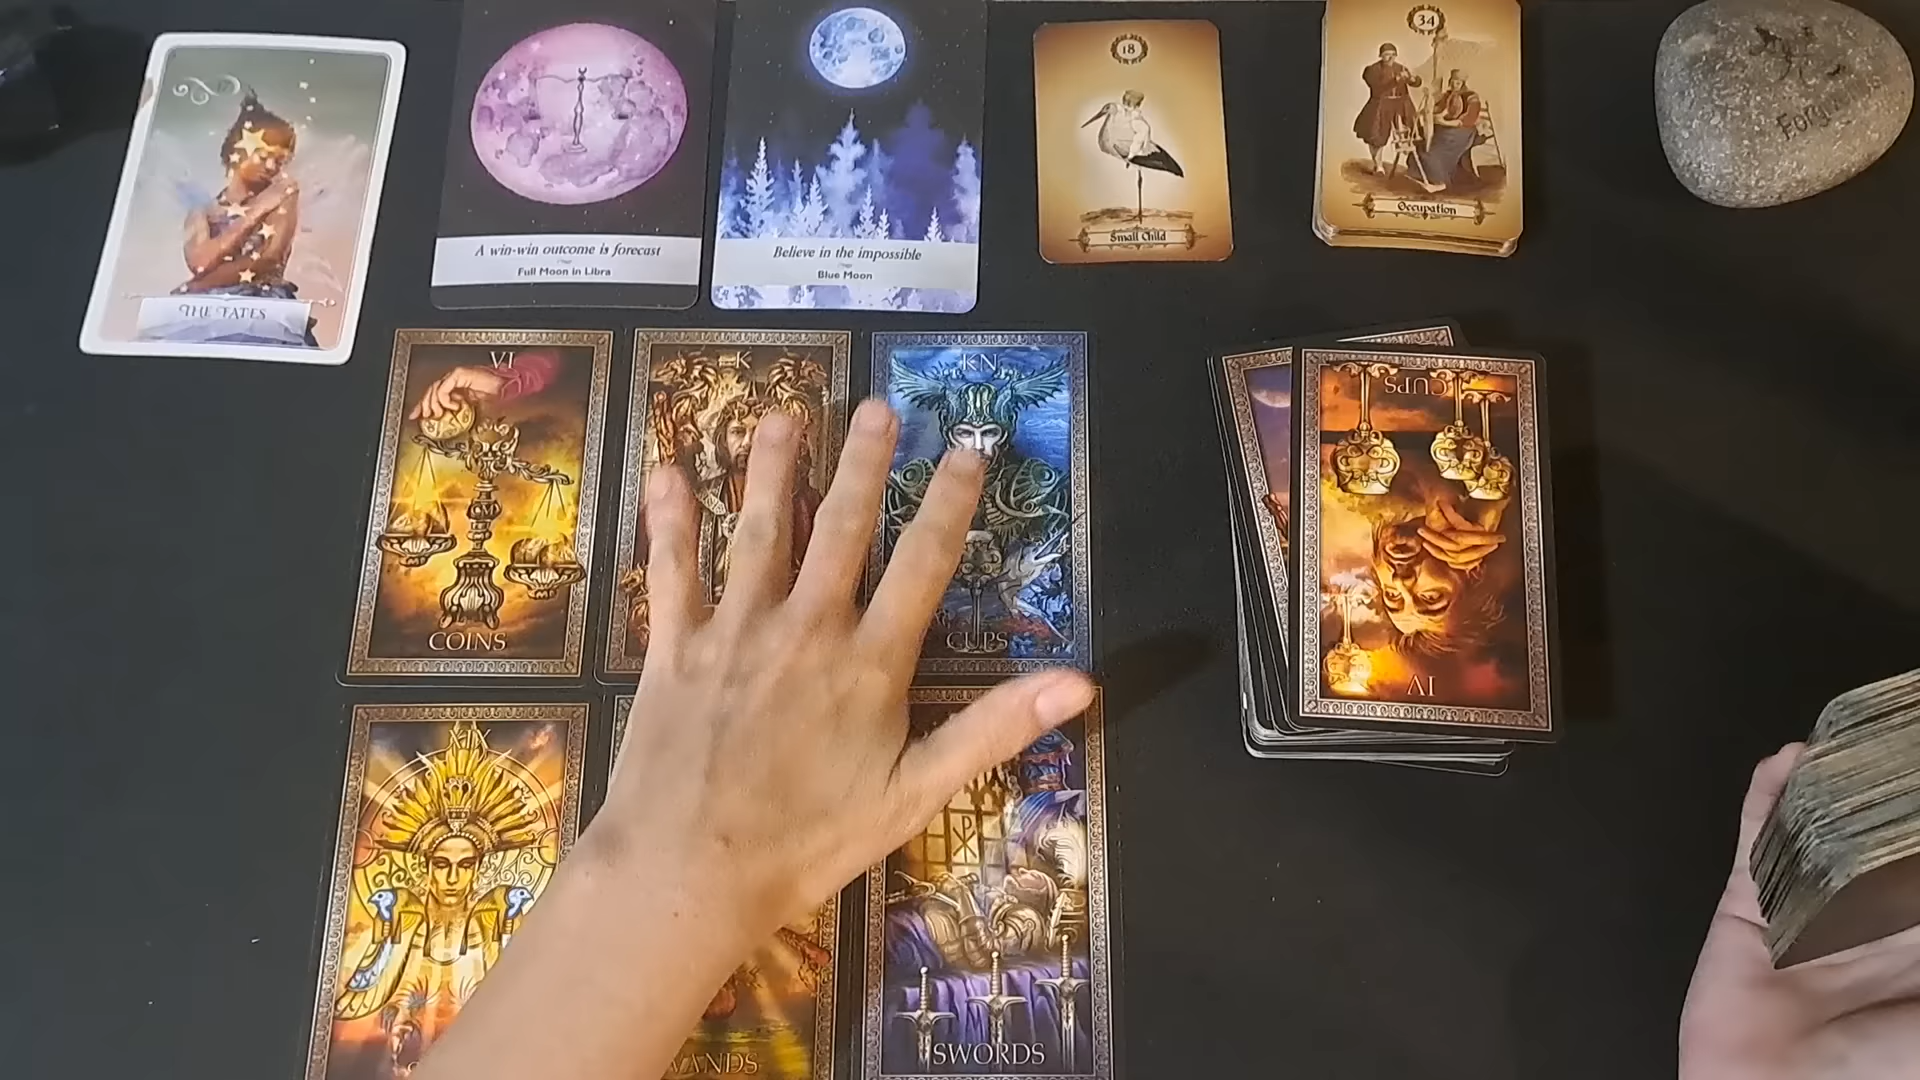 THE FATES
A win-win outcome is forecast
Full Moon in Libra
Believe in the impossible
Blue Moon
18
Small Child
34
Occupation
VI
COINS
K
KN
CUPS
CUPS
IV
XIX
WANDS
SWORDS